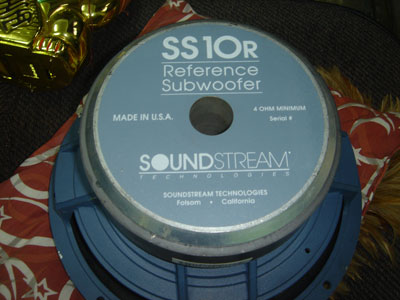 SS10R
Reference
Subwoofer
MADE IN U.S.A.
4 OHM MINIMUM
Serial #
SOUNDSTREAM
TECHNOLOGIES
SOUNDSTREAM TECHNOLOGIES
Folsom • California